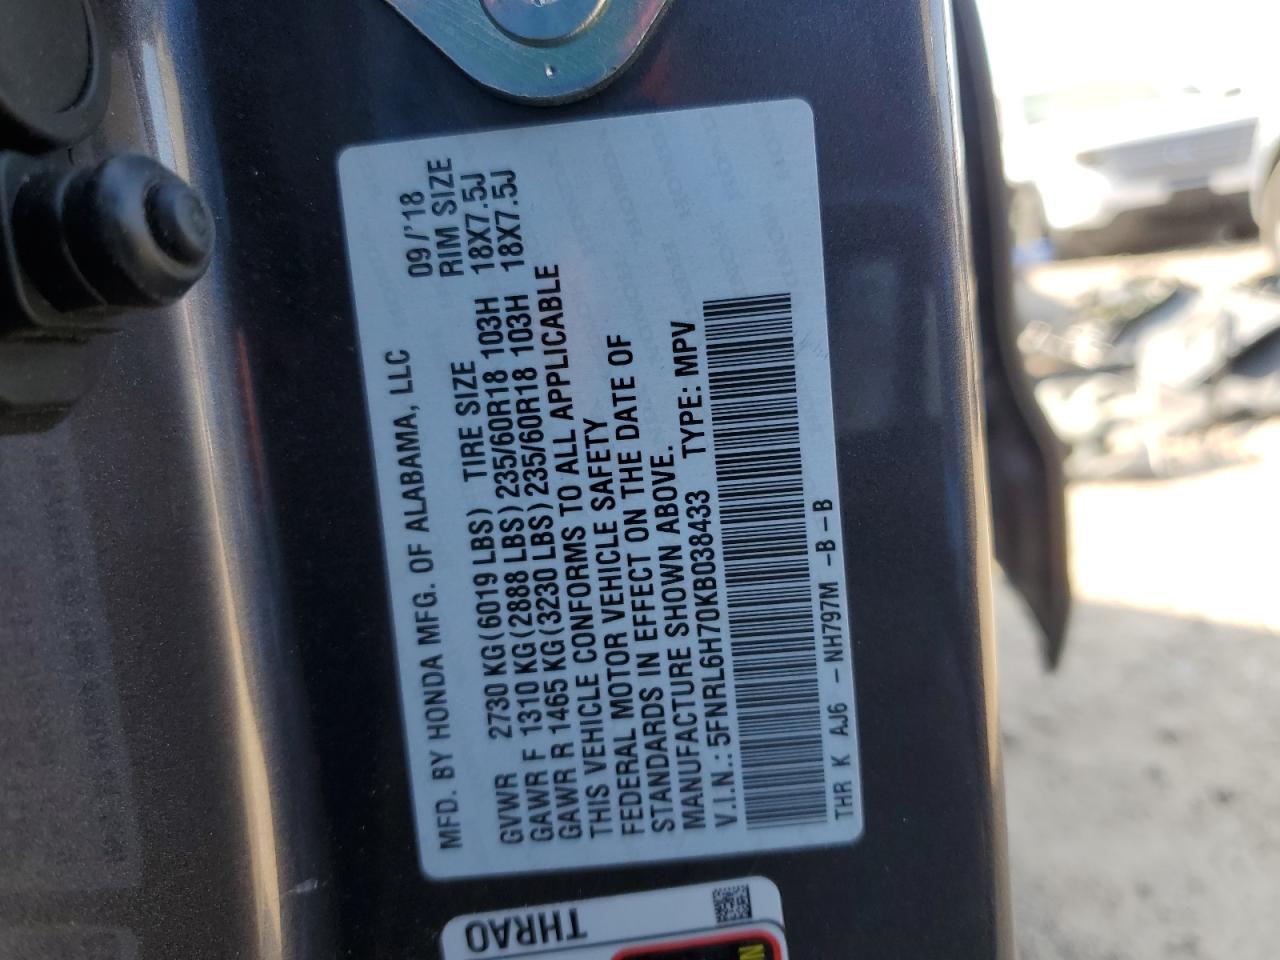 MFD. BY HONDA MFG. OF ALABAMA, LLC 09/'18
GVWR 2730 KG(6019 LBS) TIRE SIZE RIM SIZE
GAWR F 1310 KG(2888 LBS) 235/60R18 103H 18X7.5J
GAWR R 1465 KG(3230 LBS) 235/60R18 103H 18X7.5J
THIS VEHICLE CONFORMS TO ALL APPLICABLE
FEDERAL MOTOR VEHICLE SAFETY
STANDARDS IN EFFECT ON THE DATE OF
MANUFACTURE SHOWN ABOVE.
V.I.N.: 5FNRL6H70KB038433 TYPE: MPV
THR K AJ6 - NH797M - B - B
THRAO